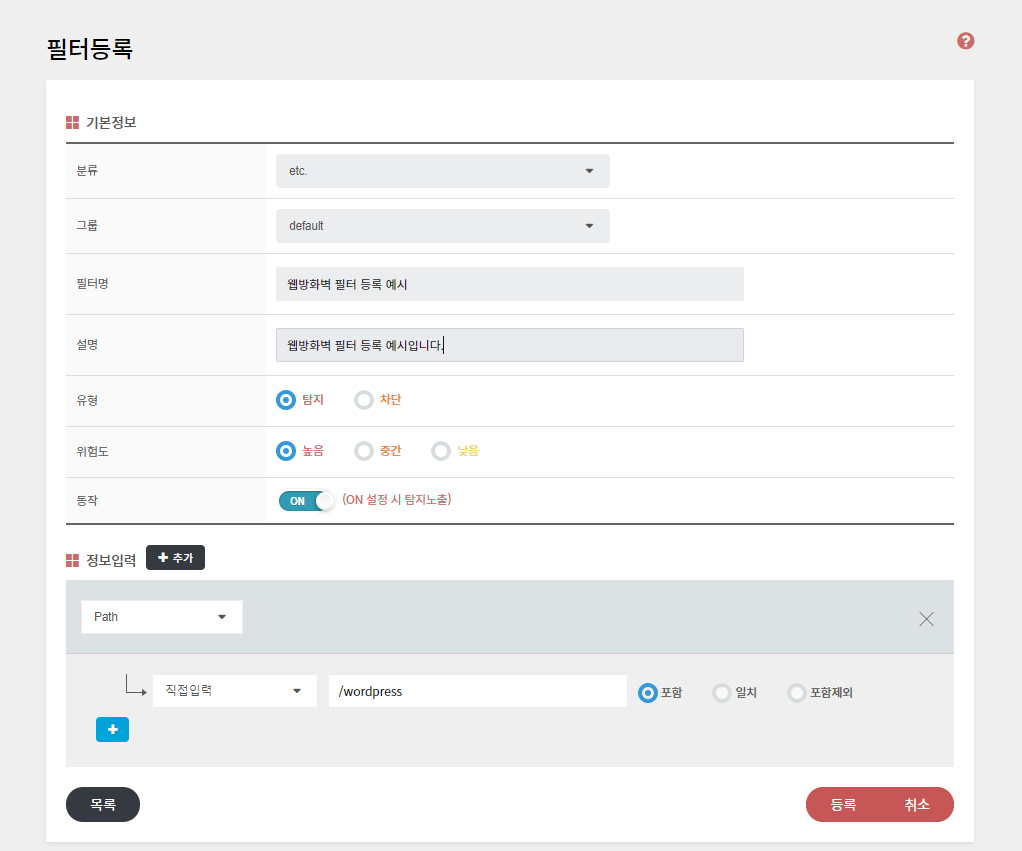 필터등록
?
기본정보
분류 etc.
그룹 default
필터명 웹방화벽 필터 등록 예시
설명 웹방화벽 필터 등록 예시입니다.
유형 탐지 차단
위험도 높음 중간 낮음
동작 ON (ON 설정 시 탐지노출)
정보입력 + 추가
Path
직접입력 /wordpress 포함 일치 포함제외
+
목록 등록 취소